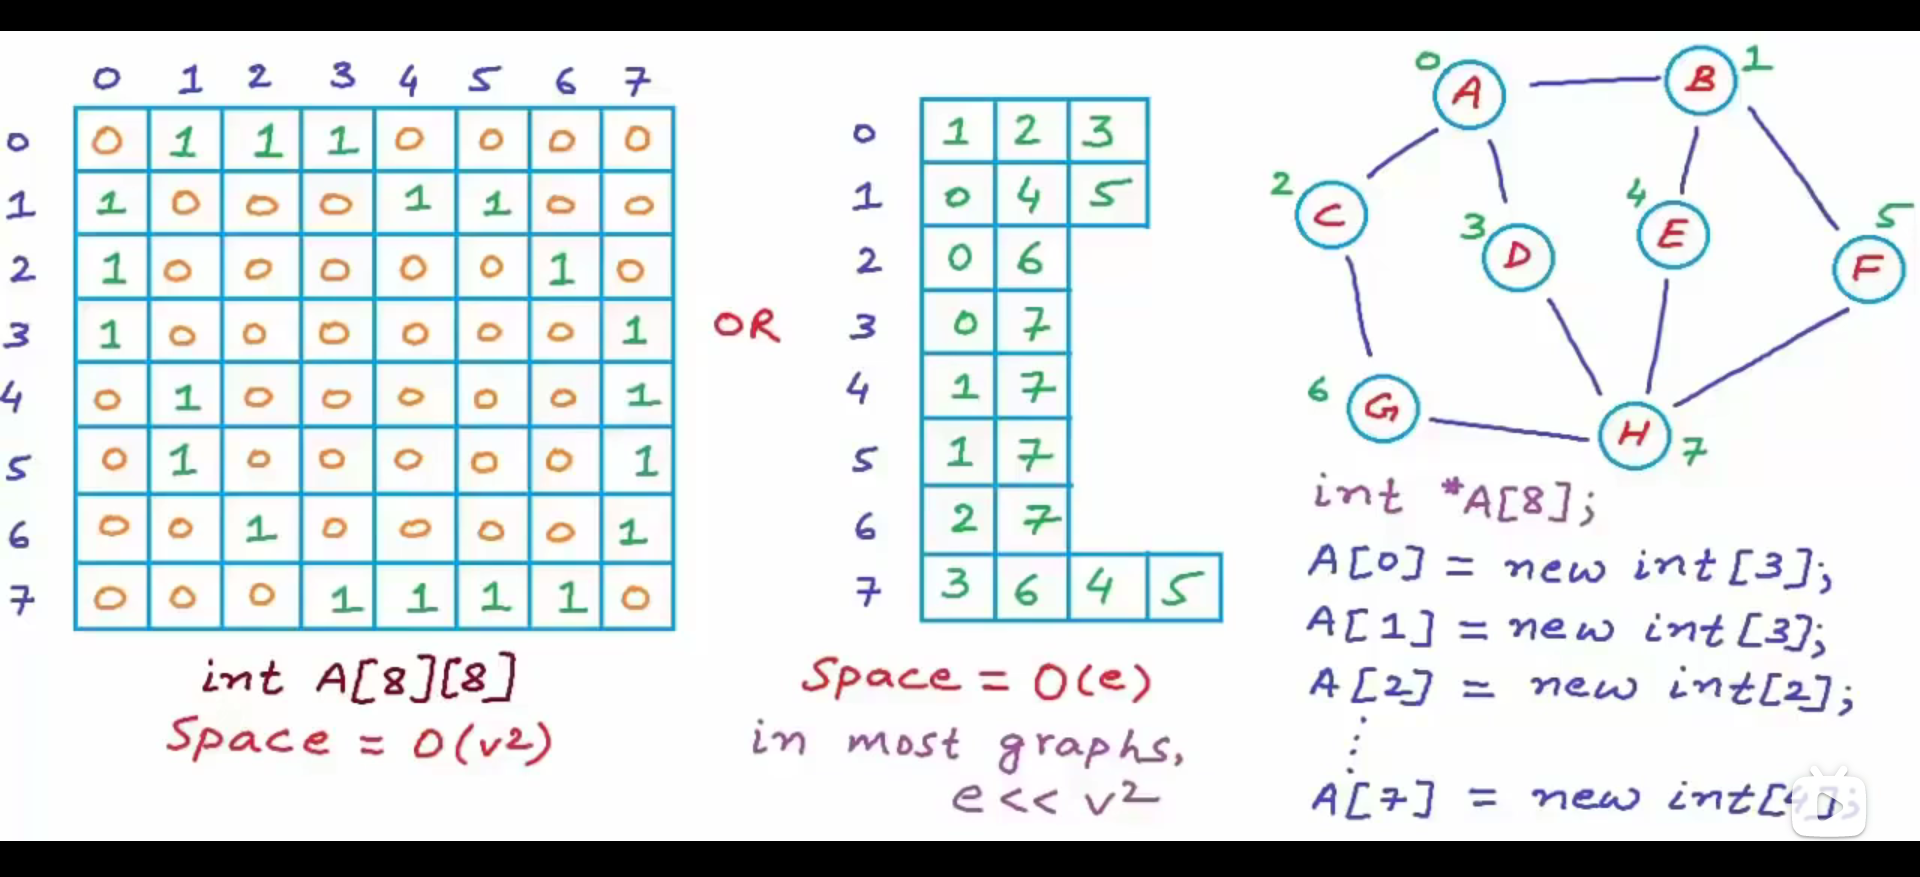 0 1 2 3 4 5 6 7
0 0 1 1 1 0 0 0 0
1 1 0 0 0 1 1 0 0
2 1 0 0 0 0 0 1 0
3 1 0 0 0 0 0 0 1
4 0 1 0 0 0 0 0 1
5 0 1 0 0 0 0 0 1
6 0 0 1 0 0 0 0 1
7 0 0 0 1 1 1 1 0
int A[8][8]
Space = O(v2)
OR
0 1 2 3
1 0 4 5
2 0 6
3 0 7
4 1 7
5 1 7
6 2 7
7 3 6 4 5
Space = O(e)
in most graphs,
e << v2
0 A B 1
2 C 3 D 4 E F 5
6 G H 7
int *A[8];
A[0] = new int[3];
A[1] = new int[3];
A[2] = new int[2];
⋮
A[7] = new int[4];